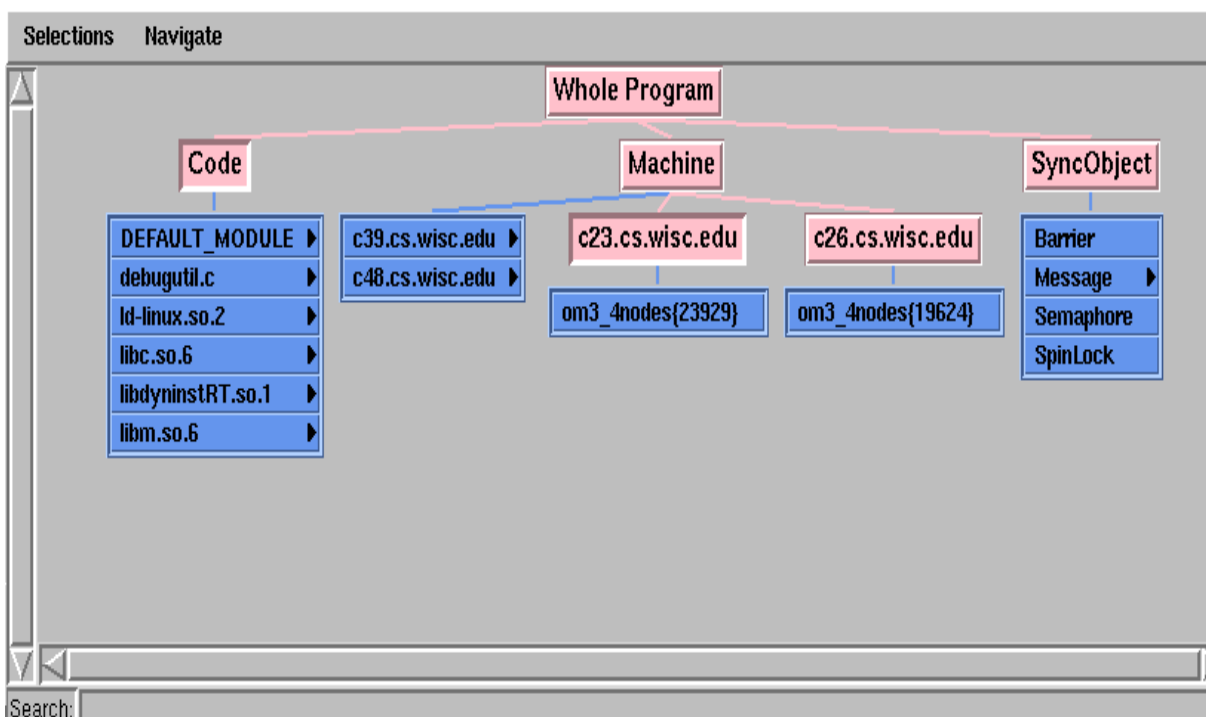 Selections Navigate
Whole Program
Code Machine SyncObject
DEFAULT_MODULE c39.cs.wisc.edu c23.cs.wisc.edu c26.cs.wisc.edu Barrier
debugutil.c c48.cs.wisc.edu Message
ld-linux.so.2 om3_4nodes{23929} om3_4nodes{19624} Semaphore
libc.so.6 SpinLock
libdyninstRT.so.1
libm.so.6
Search: